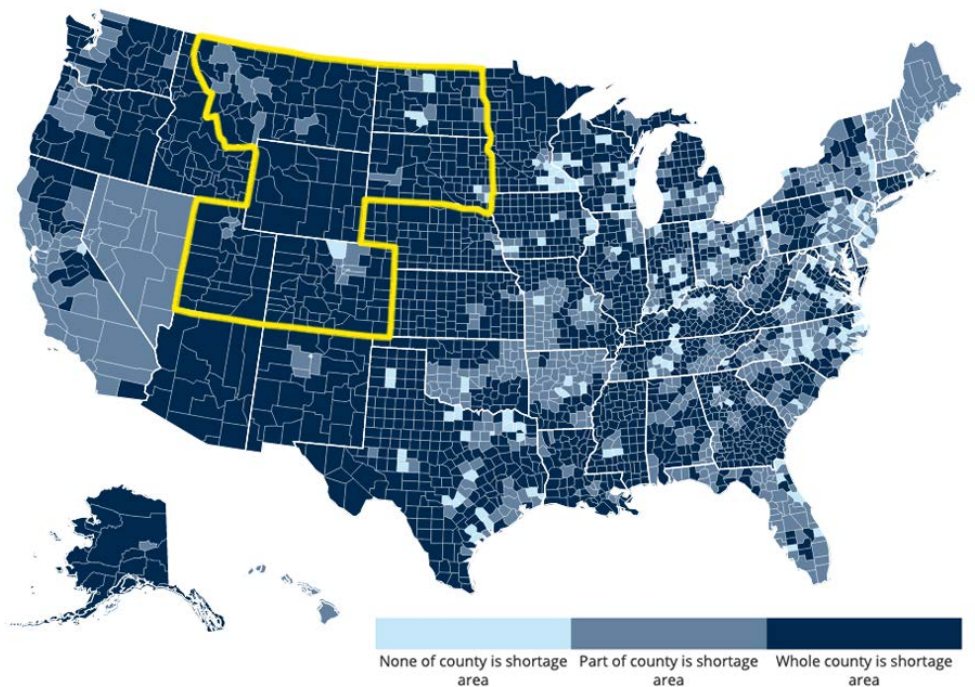 None of county is shortage area
Part of county is shortage area
Whole county is shortage area